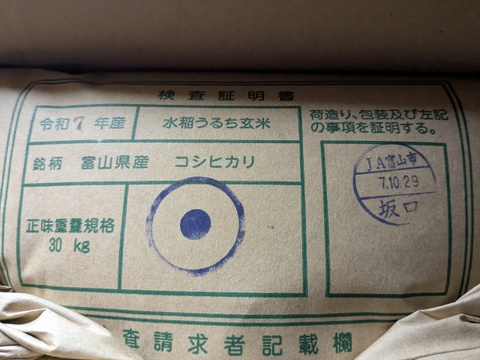 検査証明書
令和7年産 水稲うるち玄米
銘柄 富山県産 コシヒカリ
正味重量規格
30 kg
荷造り、包装及び左記
の事項を証明する。
JA富山市
7.10.29
坂口
査請求者記載欄